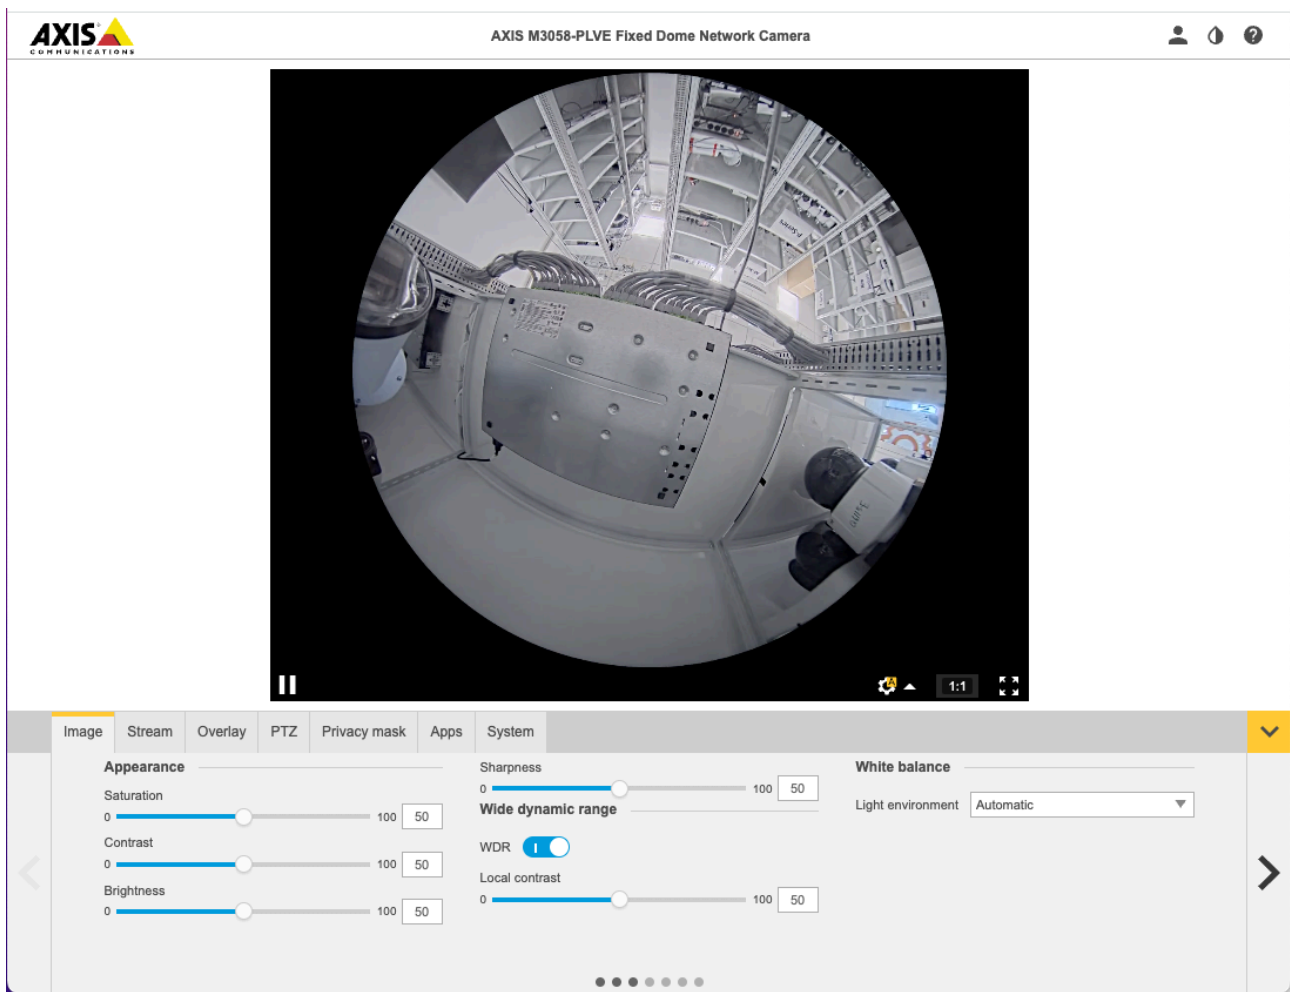 AXIS
COMMUNICATIONS
AXIS M3058-PLVE Fixed Dome Network Camera
P-Series
1:1
Image Stream Overlay PTZ Privacy mask Apps System
Appearance
Saturation
0 100 50
Contrast
0 100 50
Brightness
0 100 50
Sharpness
0 100 50
Wide dynamic range
WDR
Local contrast
0 100 50
White balance
Light environment Automatic